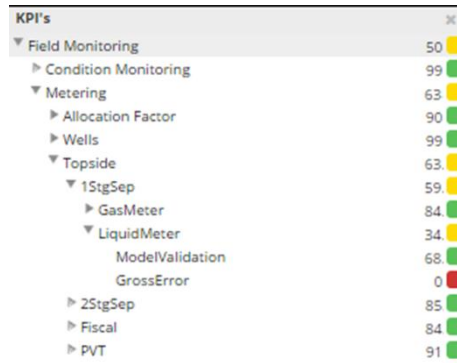 KPI's
Field Monitoring 50
Condition Monitoring 99
Metering 63
Allocation Factor 90
Wells 99
Topside 63.
1StgSep 59.
GasMeter 84.
LiquidMeter 34.
ModelValidation 68.
GrossError 0
2StgSep 85
Fiscal 84
PVT 91